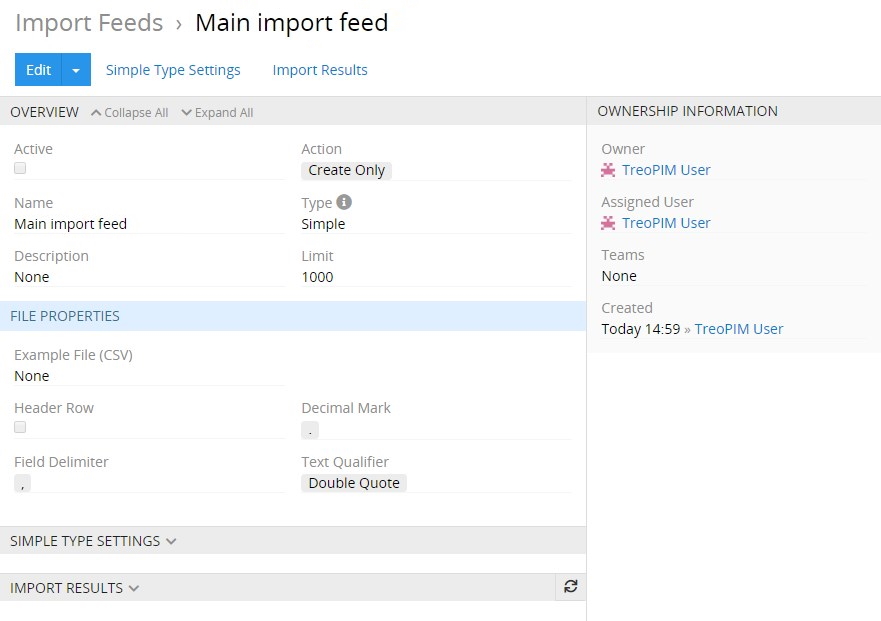 Import Feeds › Main import feed
Edit Simple Type Settings Import Results
OVERVIEW Collapse All Expand All
Active Action
Create Only
Name Type
Main import feed Simple
Description Limit
None 1000
FILE PROPERTIES
Example File (CSV)
None
Header Row Decimal Mark
.
Field Delimiter Text Qualifier
, Double Quote
SIMPLE TYPE SETTINGS
IMPORT RESULTS
OWNERSHIP INFORMATION
Owner
TreoPIM User
Assigned User
TreoPIM User
Teams
None
Created
Today 14:59 » TreoPIM User